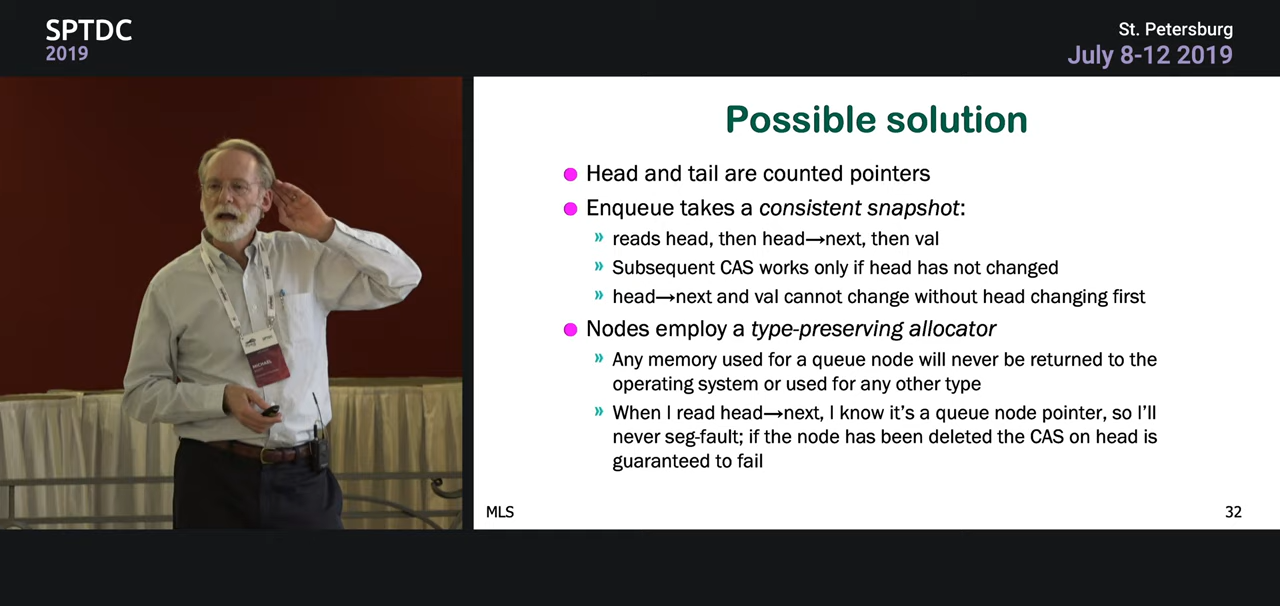 SPTDC
2019
St. Petersburg
July 8-12 2019
Possible solution
Head and tail are counted pointers
Enqueue takes a consistent snapshot:
» reads head, then head→next, then val
» Subsequent CAS works only if head has not changed
» head→next and val cannot change without head changing first
Nodes employ a type-preserving allocator
» Any memory used for a queue node will never be returned to the
operating system or used for any other type
» When I read head→next, I know it's a queue node pointer, so I'll
never seg-fault; if the node has been deleted the CAS on head is
guaranteed to fail
MLS
32
MICHAEL